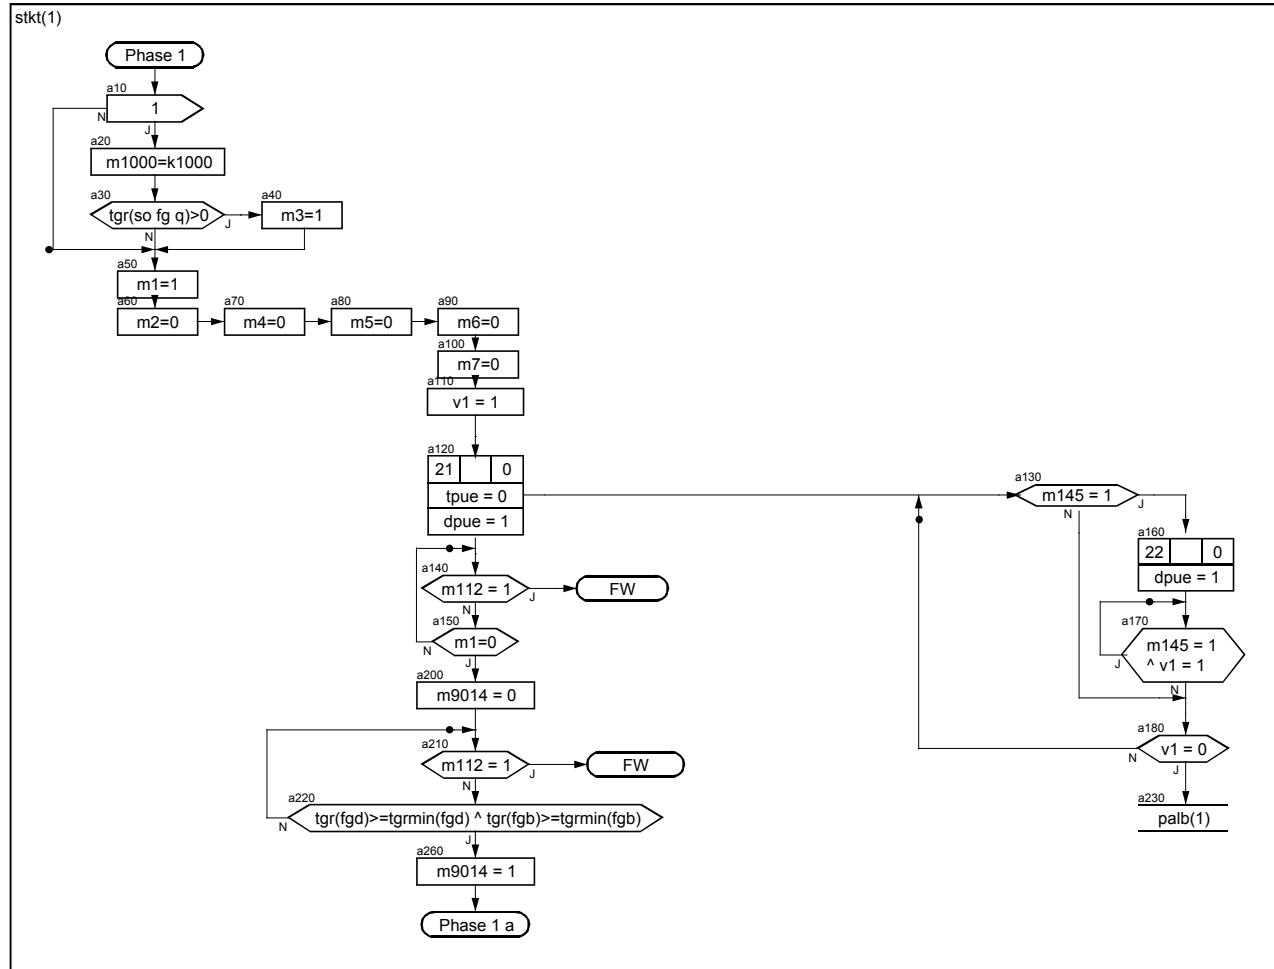 stkt(1)
Phase 1
a10
1
N
J
a20
m1000=k1000
a30
tgr(so fg q)>0
J
N
a40
m3=1
a50
m1=1
a60
m2=0
a70
m4=0
a80
m5=0
a90
m6=0
a100
m7=0
a110
v1 = 1
a120
21 0
tpue = 0
dpue = 1
a130
m145 = 1
J
N
a160
22 0
dpue = 1
a140
m112 = 1
J
N
FW
a150
m1=0
N
J
a170
m145 = 1
^ v1 = 1
J
N
a200
m9014 = 0
a180
v1 = 0
N
J
a210
m112 = 1
J
N
FW
a220
tgr(fgd)>=tgrmin(fgd) ^ tgr(fgb)>=tgrmin(fgb)
N
J
a230
palb(1)
a260
m9014 = 1
Phase 1 a